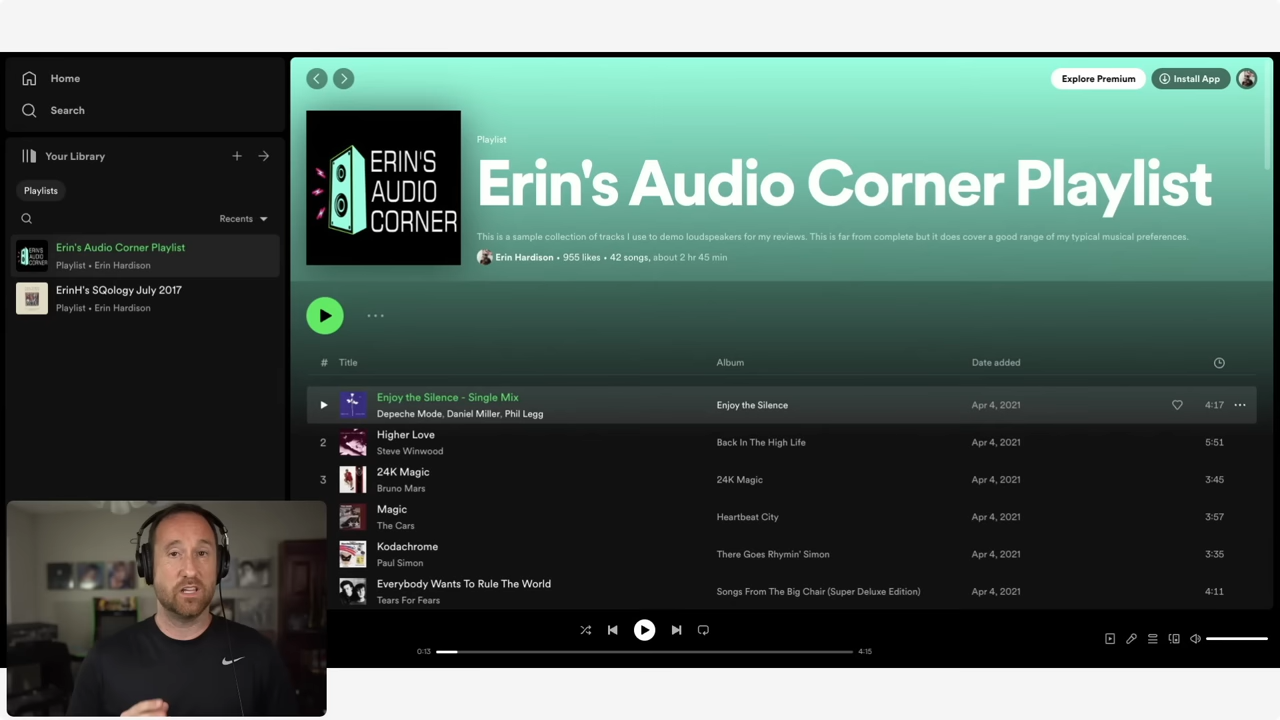 Home
Search
Your Library
Playlists
Recents
Erin's Audio Corner Playlist
Playlist • Erin Hardison
ErinH's SQology July 2017
Playlist • Erin Hardison
Explore Premium
Install App
ERIN'S
AUDIO
CORNER
Playlist
Erin's Audio Corner Playlist
This is a sample collection of tracks I use to demo loudspeakers for my reviews. This is far from complete but it does cover a good range of my typical musical preferences.
Erin Hardison • 955 likes • 42 songs, about 2 hr 45 min
# Title Album Date added
Enjoy the Silence - Single Mix
Depeche Mode, Daniel Miller, Phil Legg
Enjoy the Silence Apr 4, 2021 4:17
2 Higher Love
Steve Winwood
Back In The High Life Apr 4, 2021 5:51
3 24K Magic
Bruno Mars
24K Magic Apr 4, 2021 3:45
Magic
The Cars
Heartbeat City Apr 4, 2021 3:57
Kodachrome
Paul Simon
There Goes Rhymin' Simon Apr 4, 2021 3:35
Everybody Wants To Rule The World
Tears For Fears
Songs From The Big Chair (Super Deluxe Edition) Apr 4, 2021 4:11
0:13 4:15